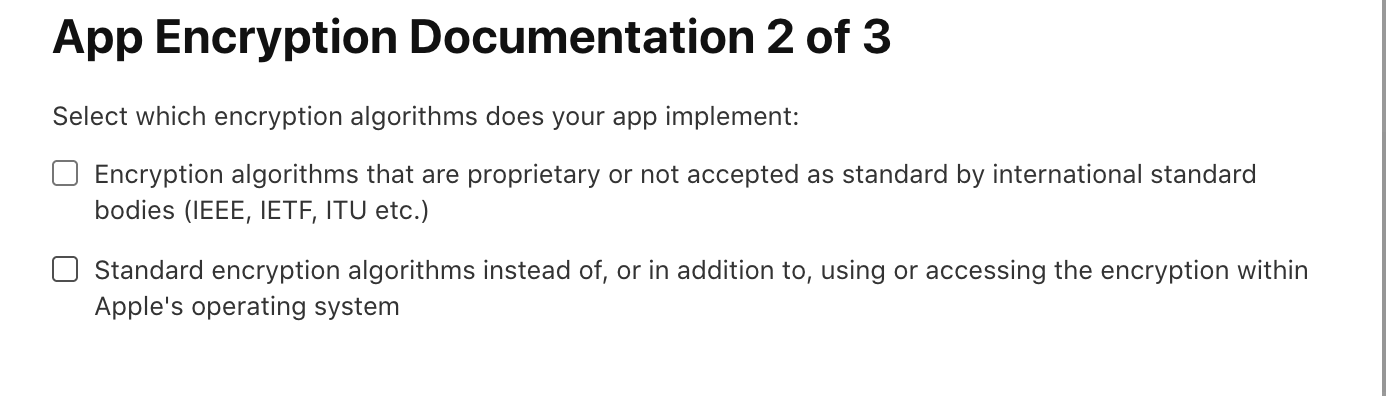 App Encryption Documentation 2 of 3
Select which encryption algorithms does your app implement:
Encryption algorithms that are proprietary or not accepted as standard by international standard
bodies (IEEE, IETF, ITU etc.)
Standard encryption algorithms instead of, or in addition to, using or accessing the encryption within
Apple's operating system